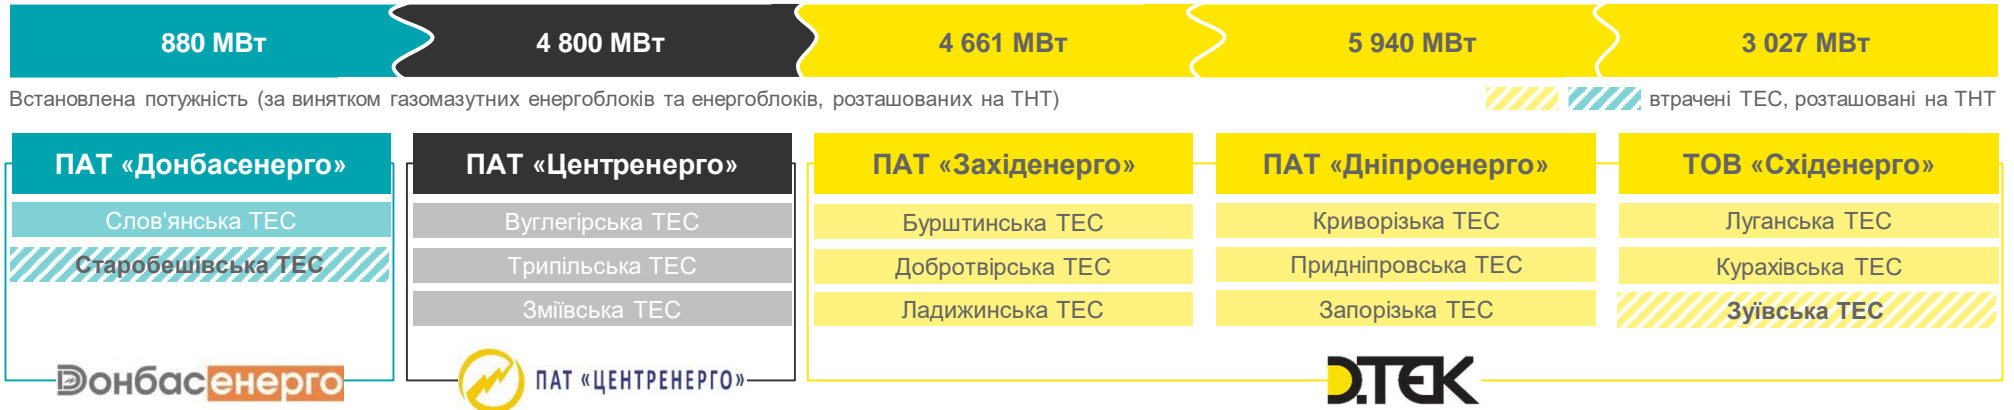 880 МВт
4 800 МВт
4 661 МВт
5 940 МВт
3 027 МВт
Встановлена потужність (за винятком газомазутних енергоблоків та енергоблоків, розташованих на ТНТ)
втрачені ТЕС, розташовані на ТНТ
ПАТ «Донбасенерго»
Слов'янська ТЕС
Старобешівська ТЕС
Донбасенерго
ПАТ «Центренерго»
Вуглегірська ТЕС
Трипільська ТЕС
Зміївська ТЕС
ПАТ «ЦЕНТРЕНЕРГО»
ПАТ «Західенерго»
Бурштинська ТЕС
Добротвірська ТЕС
Ладижинська ТЕС
ПАТ «Дніпроенерго»
Криворізька ТЕС
Придніпровська ТЕС
Запорізька ТЕС
ТОВ «Східенерго»
Луганська ТЕС
Курахівська ТЕС
Зуївська ТЕС
D.TEK